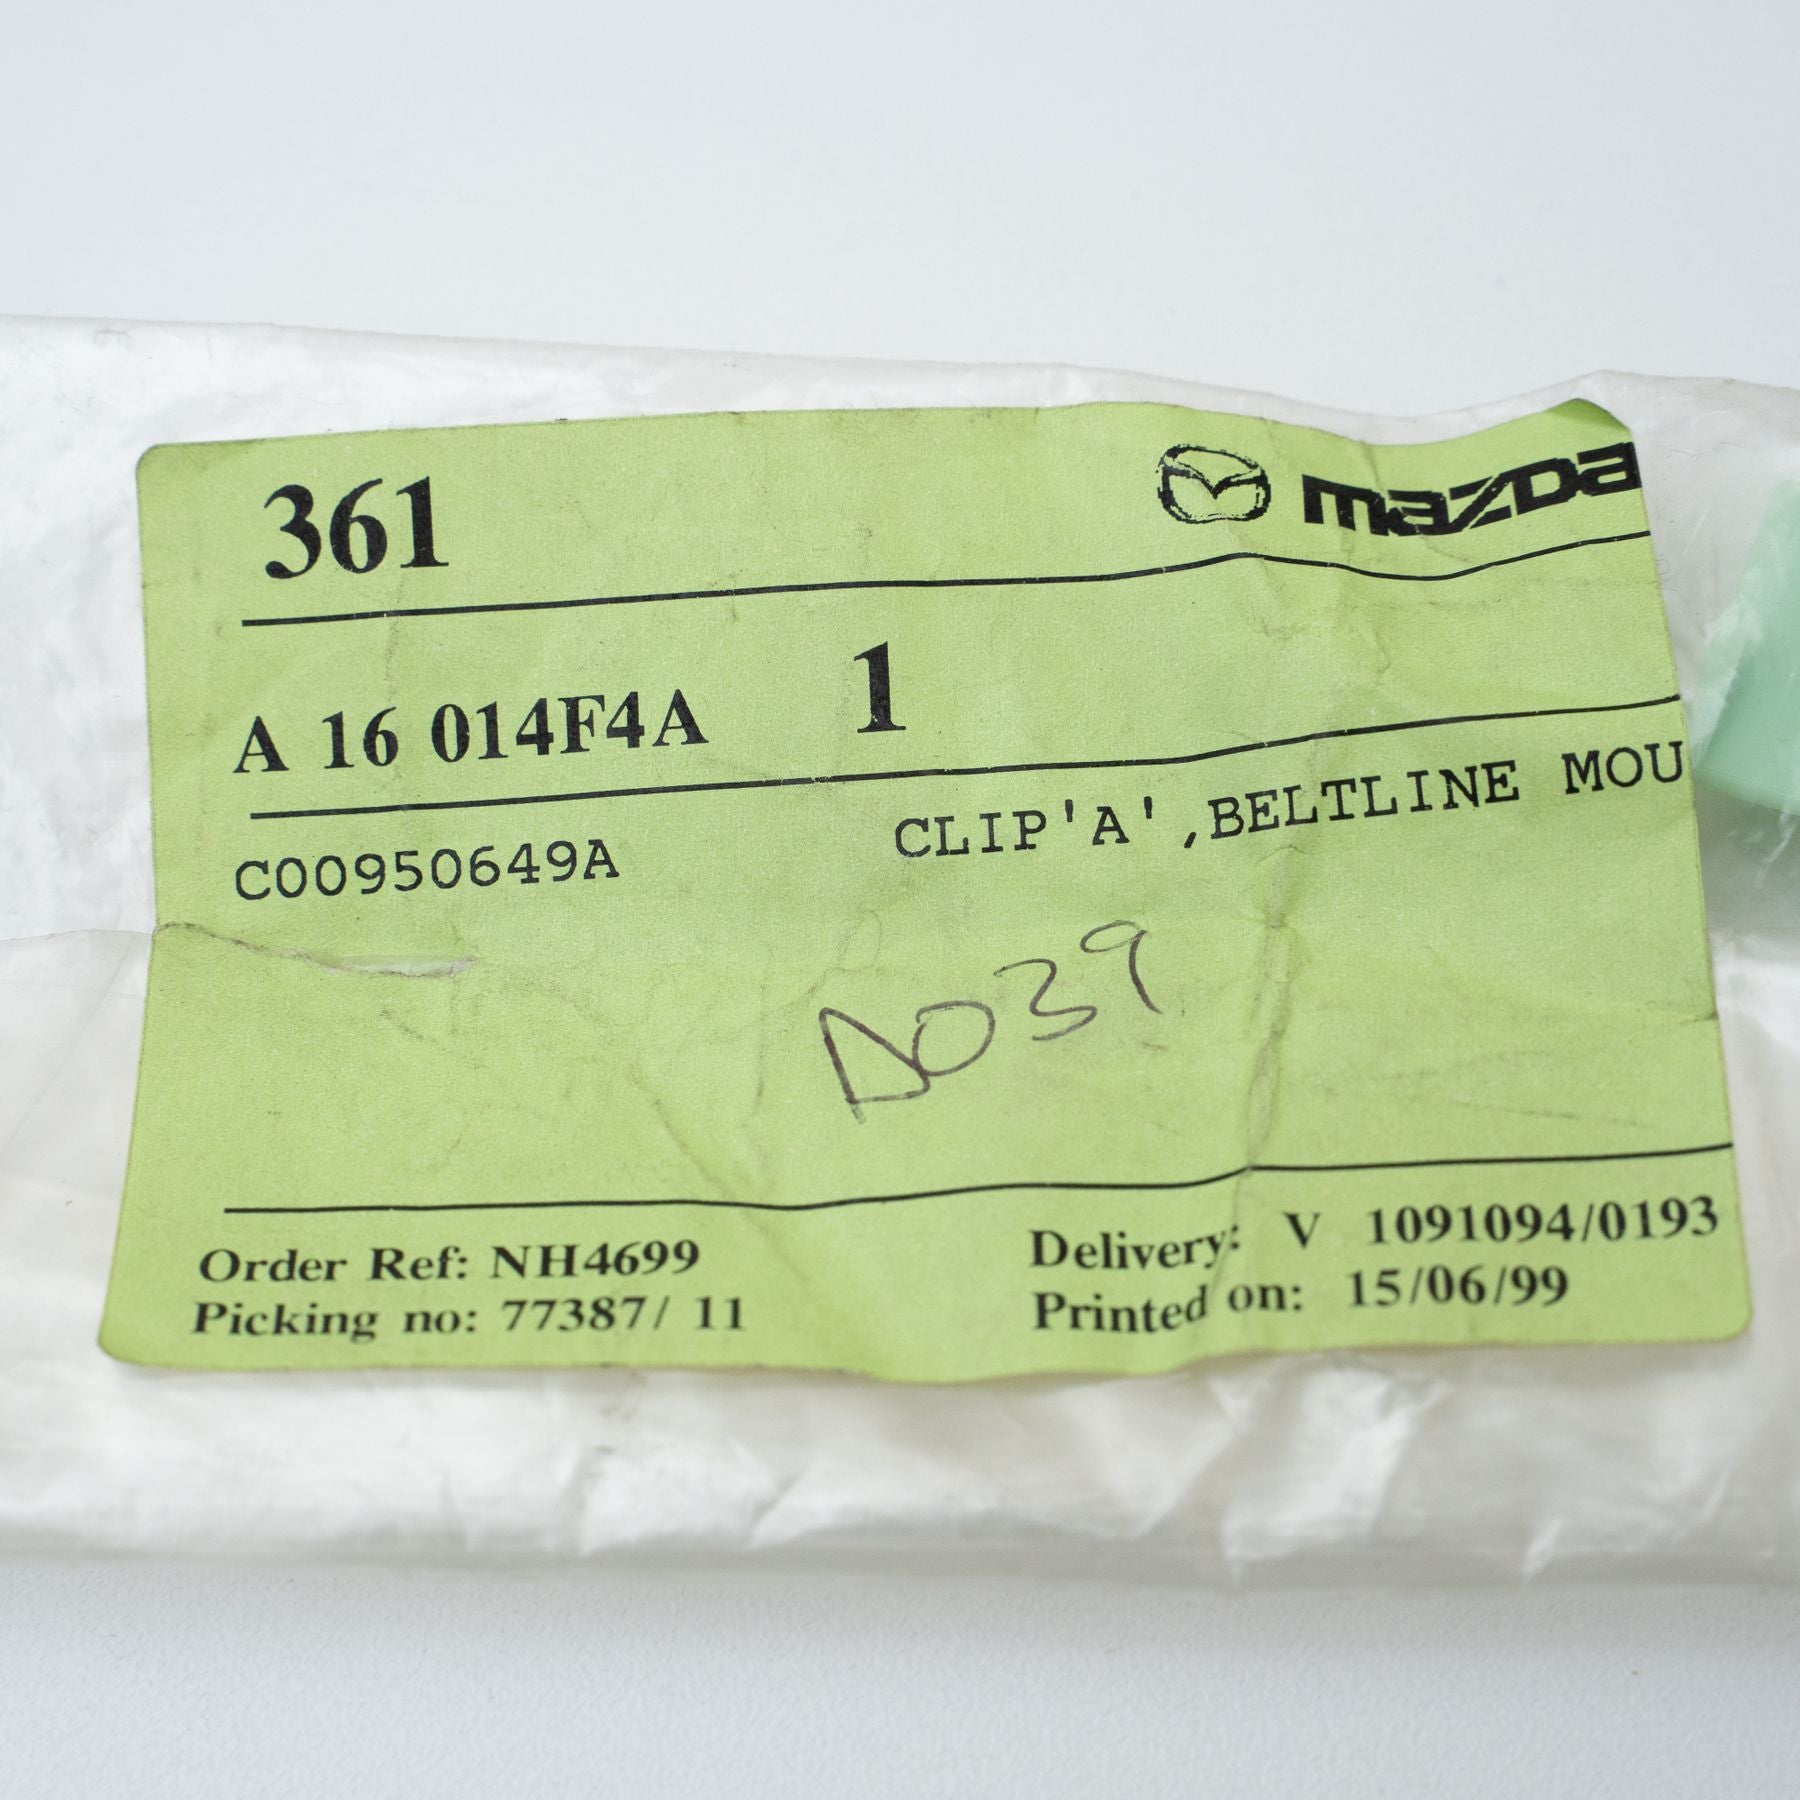 361 mazda
A 16 014F4A 1
C00950649A CLIP'A',BELTLINE MOU
A039
Order Ref: NH4699 Delivery: V 1091094/0193
Picking no: 77387/ 11 Printed on: 15/06/99